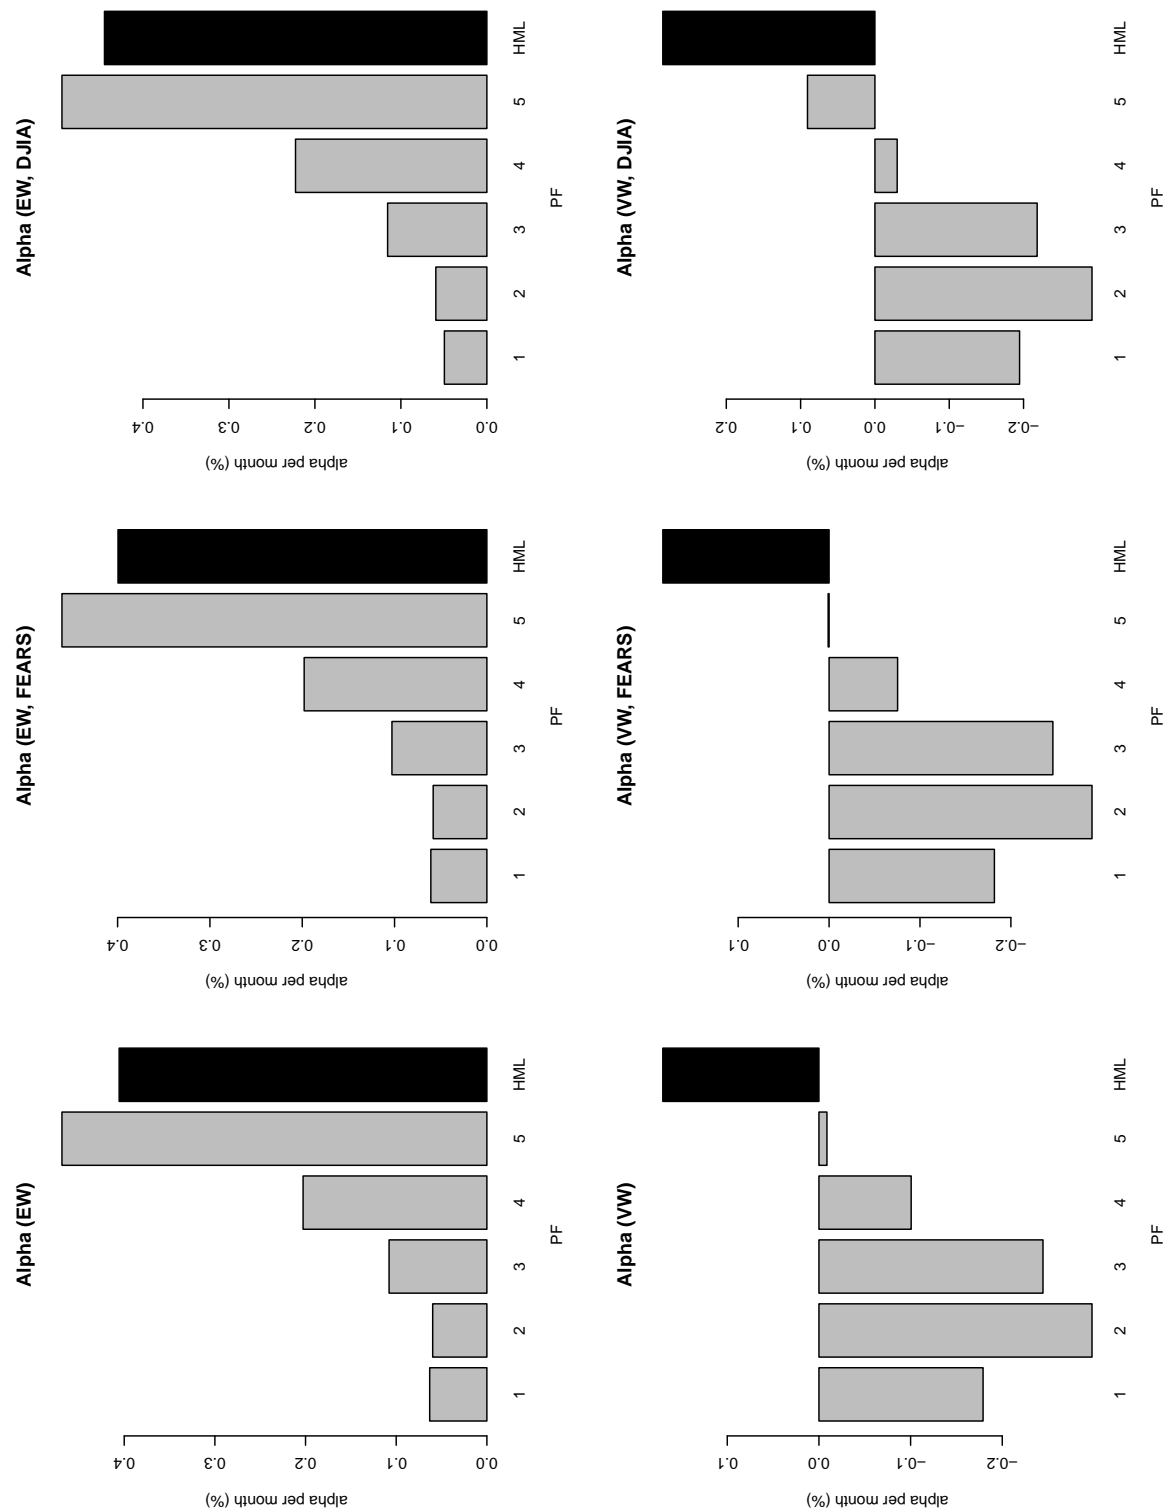 Alpha (EW)
alpha per month (%)
0.4
0.3
0.2
0.1
0.0
1 2 3 4 5 HML
PF
Alpha (EW, FEARS)
alpha per month (%)
0.4
0.3
0.2
0.1
0.0
1 2 3 4 5 HML
PF
Alpha (EW, DJIA)
alpha per month (%)
0.4
0.3
0.2
0.1
0.0
1 2 3 4 5 HML
PF
Alpha (VW)
alpha per month (%)
0.1
0.0
−0.1
−0.2
1 2 3 4 5 HML
PF
Alpha (VW, FEARS)
alpha per month (%)
0.1
0.0
−0.1
−0.2
1 2 3 4 5 HML
PF
Alpha (VW, DJIA)
alpha per month (%)
0.2
0.1
0.0
−0.1
−0.2
1 2 3 4 5 HML
PF